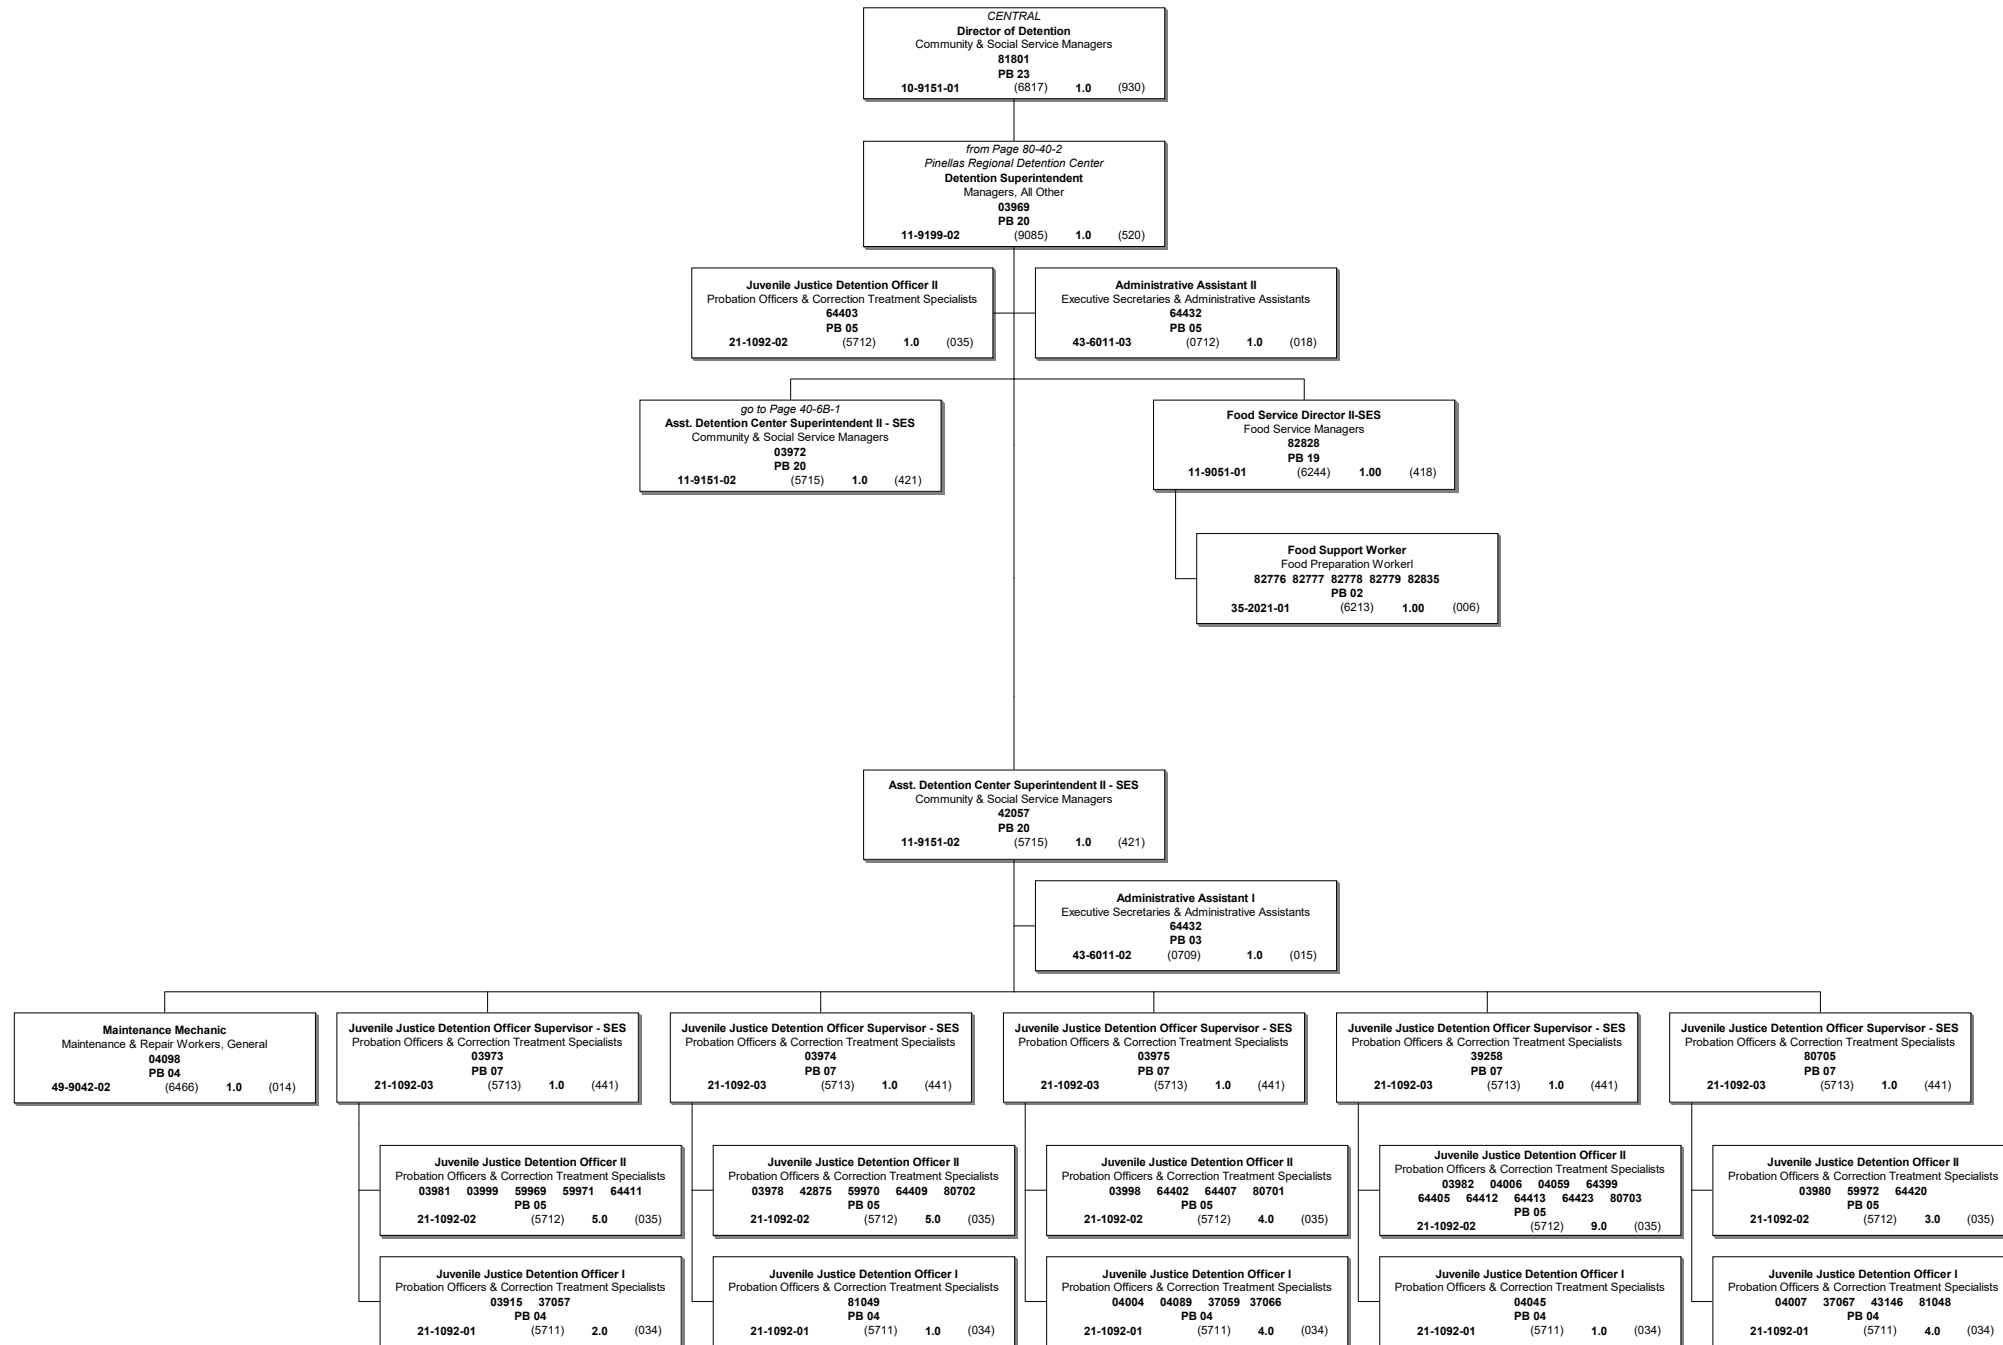 CENTRAL
Director of Detention
Community & Social Service Managers
81801
PB 23
10-9151-01 (6817) 1.0 (930)
from Page 80-40-2
Pinellas Regional Detention Center
Detention Superintendent
Managers, All Other
03969
PB 20
11-9199-02 (9085) 1.0 (520)
Juvenile Justice Detention Officer II
Probation Officers & Correction Treatment Specialists
64403
PB 05
21-1092-02 (5712) 1.0 (035)
Administrative Assistant II
Executive Secretaries & Administrative Assistants
64432
PB 05
43-6011-03 (0712) 1.0 (018)
go to Page 40-6B-1
Asst. Detention Center Superintendent II - SES
Community & Social Service Managers
03972
PB 20
11-9151-02 (5715) 1.0 (421)
Food Service Director II-SES
Food Service Managers
82828
PB 19
11-9051-01 (6244) 1.00 (418)
Food Support Worker
Food Preparation WorkerI
82776 82777 82778 82779 82835
PB 02
35-2021-01 (6213) 1.00 (006)
Asst. Detention Center Superintendent II - SES
Community & Social Service Managers
42057
PB 20
11-9151-02 (5715) 1.0 (421)
Administrative Assistant I
Executive Secretaries & Administrative Assistants
64432
PB 03
43-6011-02 (0709) 1.0 (015)
Maintenance Mechanic
Maintenance & Repair Workers, General
04098
PB 04
49-9042-02 (6466) 1.0 (014)
Juvenile Justice Detention Officer Supervisor - SES
Probation Officers & Correction Treatment Specialists
03973
PB 07
21-1092-03 (5713) 1.0 (441)
Juvenile Justice Detention Officer Supervisor - SES
Probation Officers & Correction Treatment Specialists
03974
PB 07
21-1092-03 (5713) 1.0 (441)
Juvenile Justice Detention Officer Supervisor - SES
Probation Officers & Correction Treatment Specialists
03975
PB 07
21-1092-03 (5713) 1.0 (441)
Juvenile Justice Detention Officer Supervisor - SES
Probation Officers & Correction Treatment Specialists
39258
PB 07
21-1092-03 (5713) 1.0 (441)
Juvenile Justice Detention Officer Supervisor - SES
Probation Officers & Correction Treatment Specialists
80705
PB 07
21-1092-03 (5713) 1.0 (441)
Juvenile Justice Detention Officer II
Probation Officers & Correction Treatment Specialists
03981 03999 59969 59971 64411
PB 05
21-1092-02 (5712) 5.0 (035)
Juvenile Justice Detention Officer II
Probation Officers & Correction Treatment Specialists
03978 42875 59970 64409 80702
PB 05
21-1092-02 (5712) 5.0 (035)
Juvenile Justice Detention Officer II
Probation Officers & Correction Treatment Specialists
03998 64402 64407 80701
PB 05
21-1092-02 (5712) 4.0 (035)
Juvenile Justice Detention Officer II
Probation Officers & Correction Treatment Specialists
03982 04006 04059 64399
64405 64412 64413 64423 80703
PB 05
21-1092-02 (5712) 9.0 (035)
Juvenile Justice Detention Officer II
Probation Officers & Correction Treatment Specialists
03980 59972 64420
PB 05
21-1092-02 (5712) 3.0 (035)
Juvenile Justice Detention Officer I
Probation Officers & Correction Treatment Specialists
03915 37057
PB 04
21-1092-01 (5711) 2.0 (034)
Juvenile Justice Detention Officer I
Probation Officers & Correction Treatment Specialists
81049
PB 04
21-1092-01 (5711) 1.0 (034)
Juvenile Justice Detention Officer I
Probation Officers & Correction Treatment Specialists
04004 04089 37059 37066
PB 04
21-1092-01 (5711) 4.0 (034)
Juvenile Justice Detention Officer I
Probation Officers & Correction Treatment Specialists
04045
PB 04
21-1092-01 (5711) 1.0 (034)
Juvenile Justice Detention Officer I
Probation Officers & Correction Treatment Specialists
04007 37067 43146 81048
PB 04
21-1092-01 (5711) 4.0 (034)